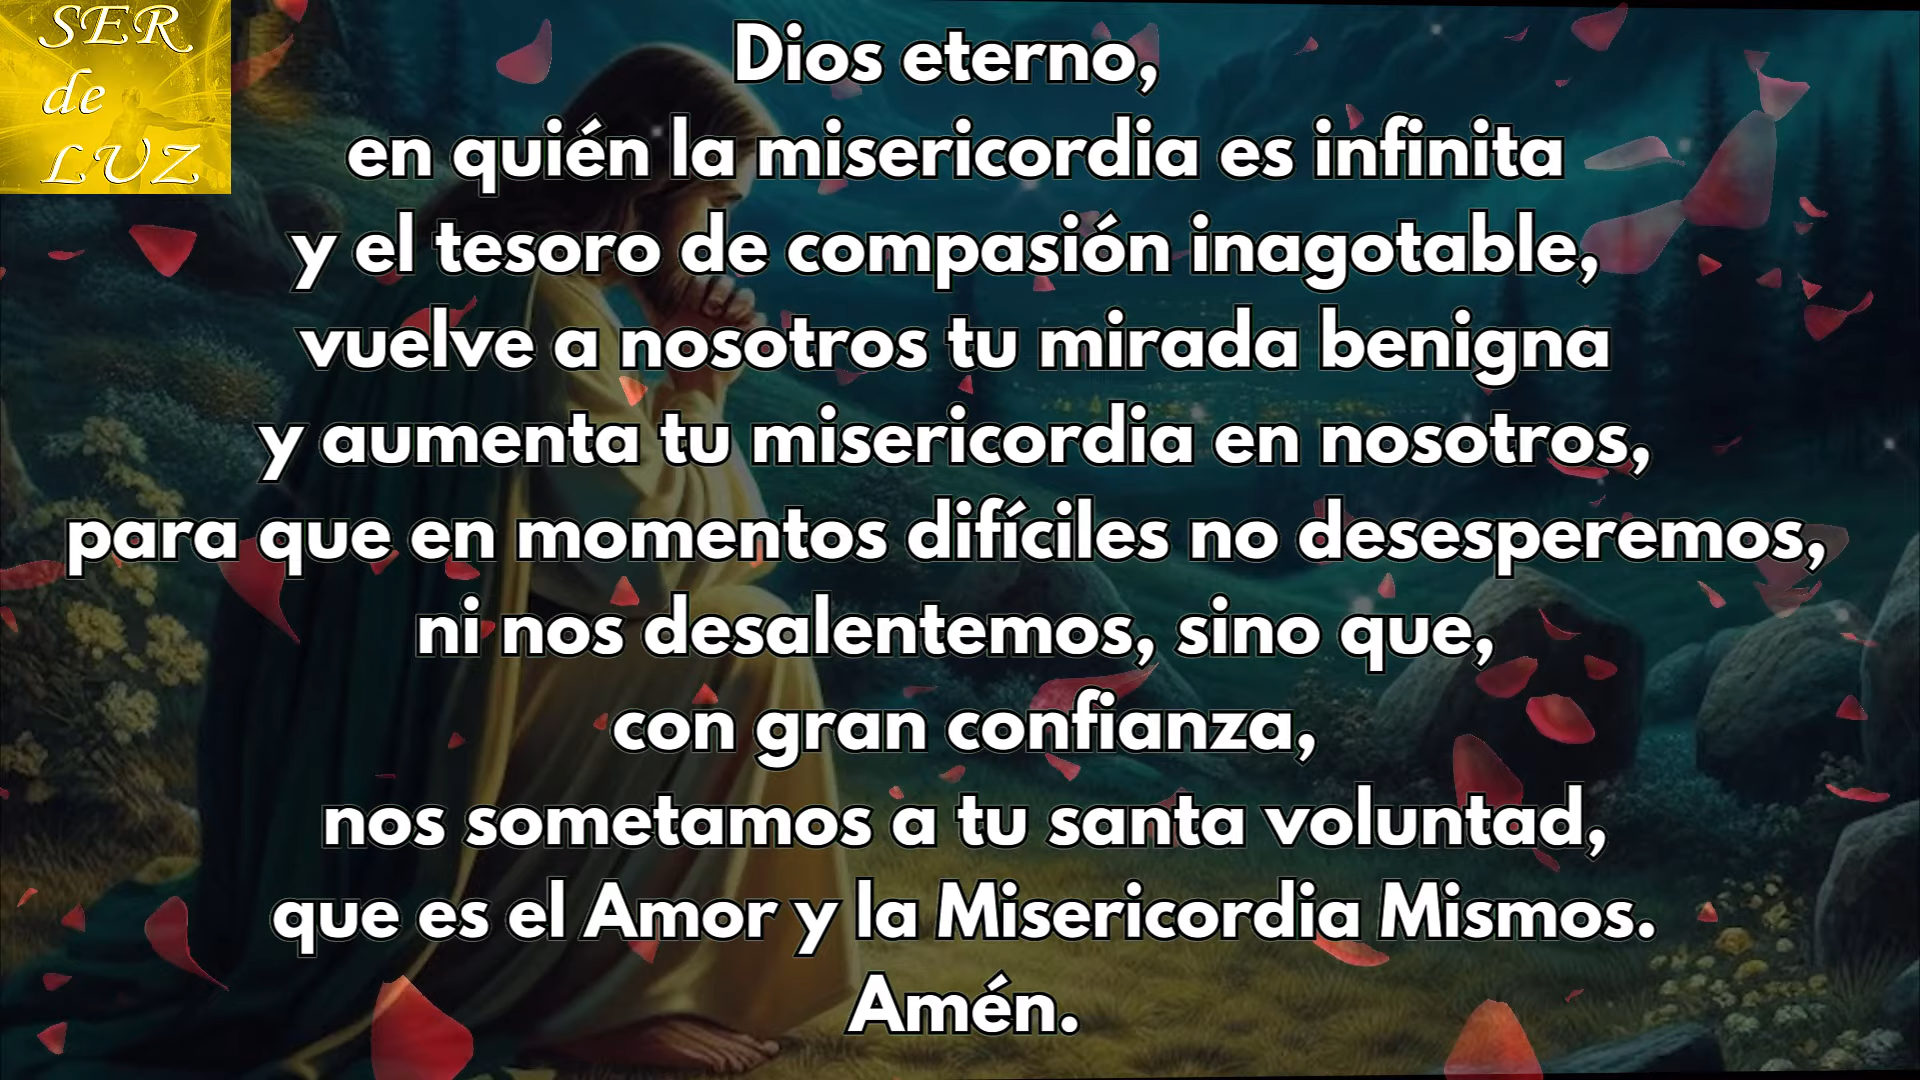 SER
de
LUZ
Dios eterno,
en quién la misericordia es infinita
y el tesoro de compasión inagotable,
vuelve a nosotros tu mirada benigna
y aumenta tu misericordia en nosotros,
para que en momentos difíciles no desesperemos,
ni nos desalentemos, sino que,
con gran confianza,
nos sometamos a tu santa voluntad,
que es el Amor y la Misericordia Mismos.
Amén.